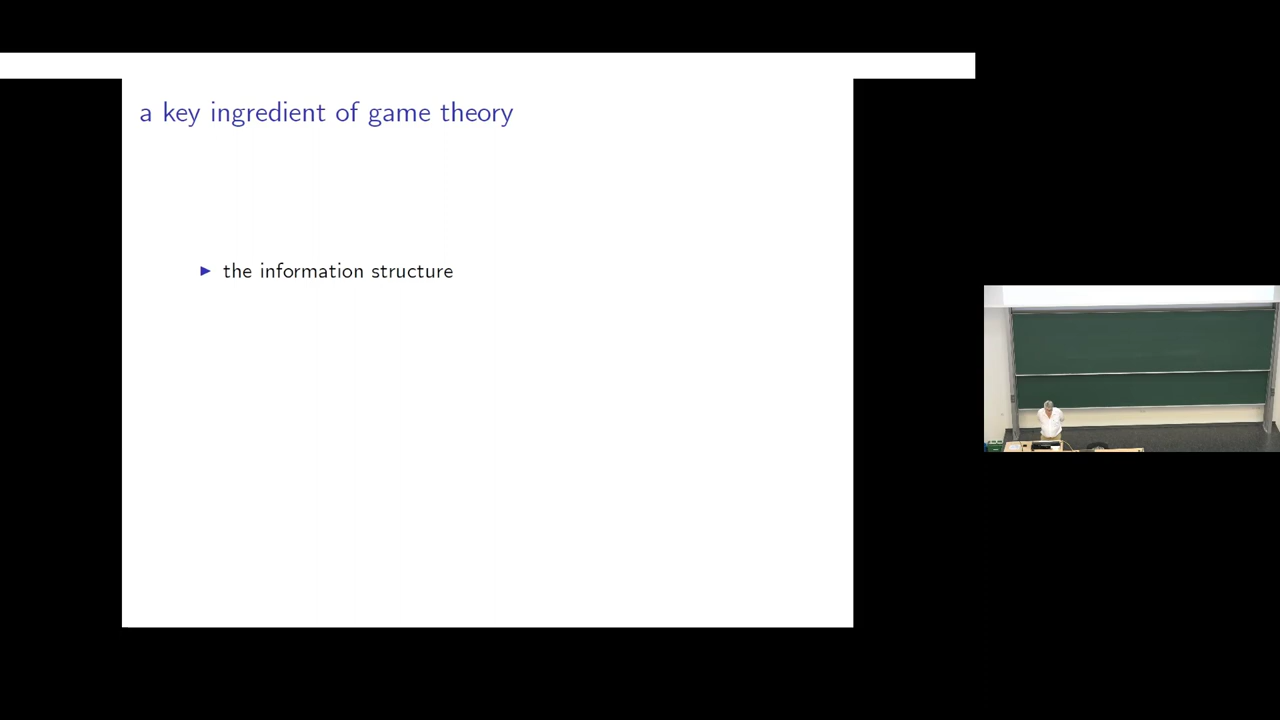 a key ingredient of game theory
▶ the information structure